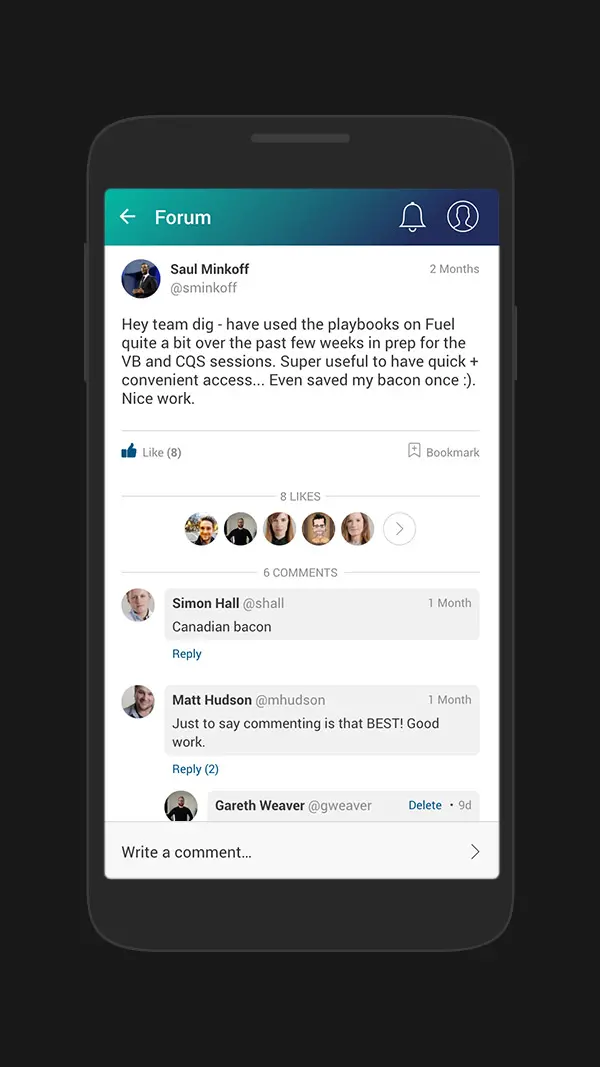 Forum
Saul Minkoff
2 Months
@sminkoff
Hey team dig - have used the playbooks on Fuel
quite a bit over the past few weeks in prep for the
VB and CQS sessions. Super useful to have quick +
convenient access... Even saved my bacon once :).
Nice work.
Like (8)
Bookmark
8 LIKES
6 COMMENTS
Simon Hall @shall
1 Month
Canadian bacon
Reply
Matt Hudson @mhudson
1 Month
Just to say commenting is that BEST! Good
work.
Reply (2)
Gareth Weaver @gweaver
Delete • 9d
Write a comment...